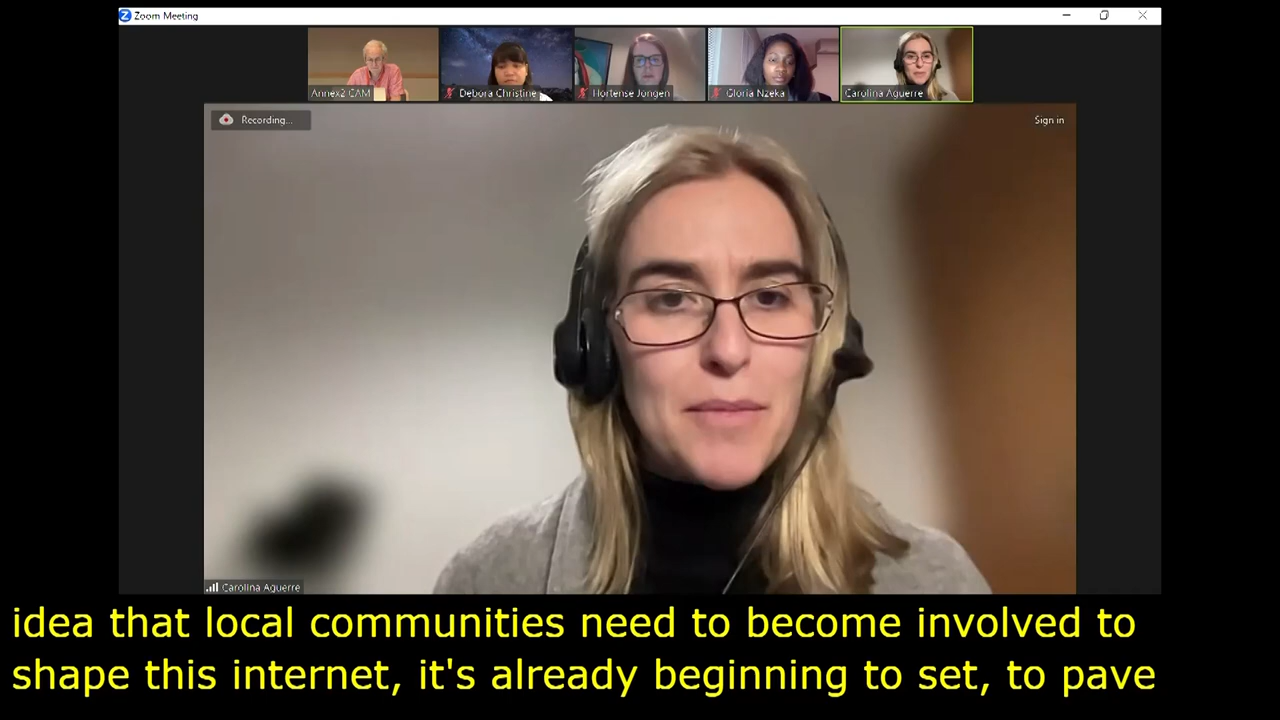 Zoom Meeting
Annex2 CAM
Debora Christine
Hortense Jongen
Gloria Nzeka
Carolina Aguerre
Recording...
Sign in
Carolina Aguerre
idea that local communities need to become involved to
shape this internet, it's already beginning to set, to pave